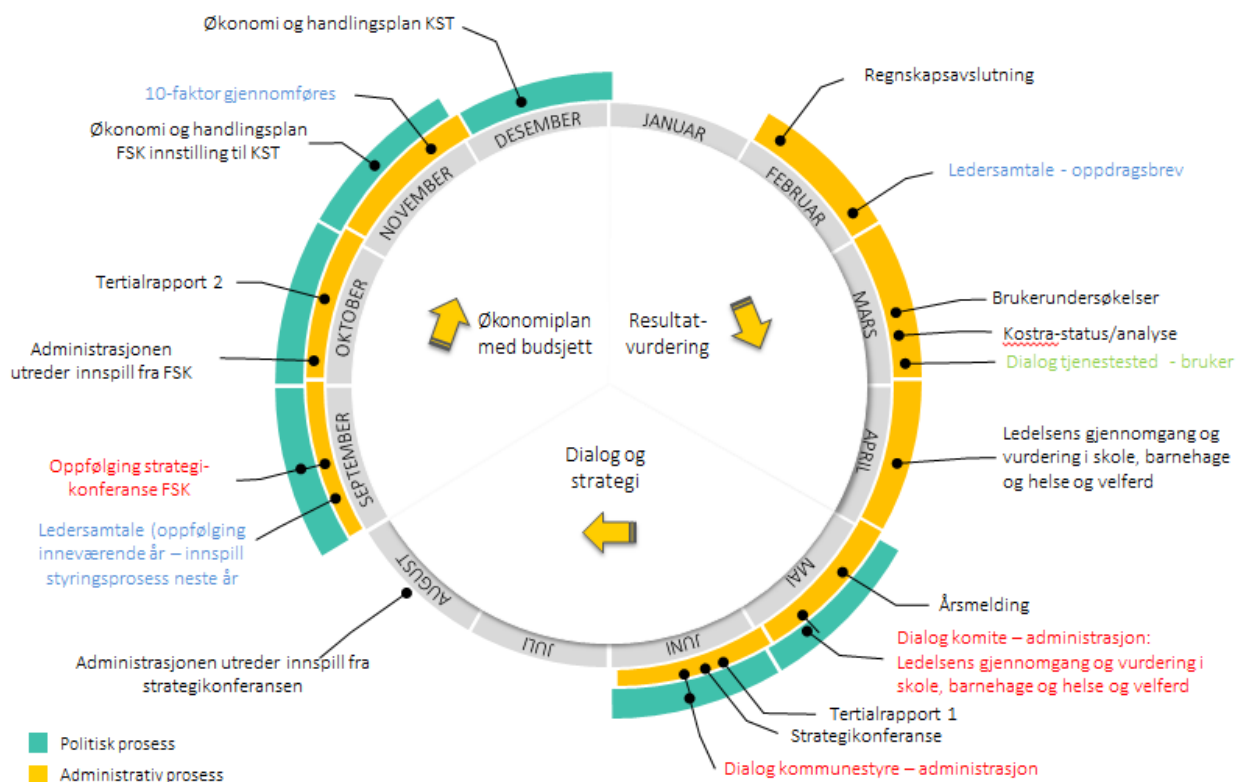 Økonomi og handlingsplan KST
10-faktor gjennomføres
Økonomi og handlingsplan
FSK innstilling til KST
Regnskapsavslutning
Ledersamtale - oppdragsbrev
DESEMBER
JANUAR
FEBRUAR
NOVEMBER
MARS
OKTOBER
Tertialrapport 2
Administrasjonen
utreder innspill fra FSK
Økonomiplan
med budsjett
Resultat-
vurdering
Brukerundersøkelser
Kostra-status/analyse
Dialog tjenestested - bruker
Dialog og
strategi
APRIL
SEPTEMBER
Ledelsens gjennomgang og
vurdering i skole, barnehage
og helse og velferd
Oppfølging strategi-
konferanse FSK
Ledersamtale (oppfølging
inneværende år – innspill
styringsprosess neste år
MAI
AUGUST
JUNI
JULI
Årsmelding
Dialog komite – administrasjon:
Ledelsens gjennomgang og vurdering i
skole, barnehage og helse og velferd
Administrasjonen utreder innspill fra
strategikonferansen
Tertialrapport 1
Strategikonferanse
Dialog kommunestyre – administrasjon
Politisk prosess
Administrativ prosess